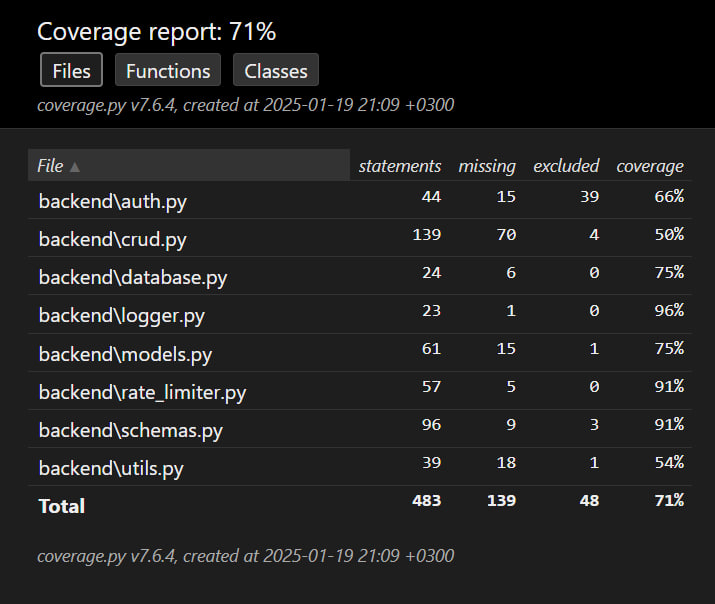 Coverage report: 71%
Files Functions Classes
coverage.py v7.6.4, created at 2025-01-19 21:09 +0300
File ▲ statements missing excluded coverage
backend\auth.py 44 15 39 66%
backend\crud.py 139 70 4 50%
backend\database.py 24 6 0 75%
backend\logger.py 23 1 0 96%
backend\models.py 61 15 1 75%
backend\rate_limiter.py 57 5 0 91%
backend\schemas.py 96 9 3 91%
backend\utils.py 39 18 1 54%
Total 483 139 48 71%
coverage.py v7.6.4, created at 2025-01-19 21:09 +0300